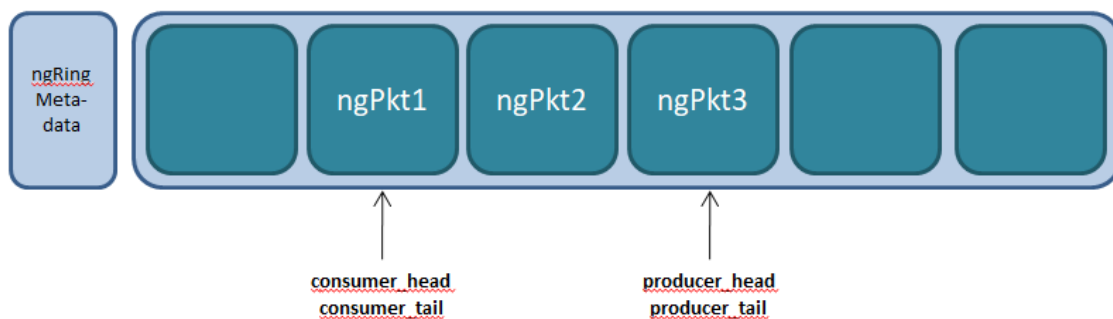 ngRing
Meta-
data
ngPkt1
ngPkt2
ngPkt3
consumer_head
consumer_tail
producer_head
producer_tail